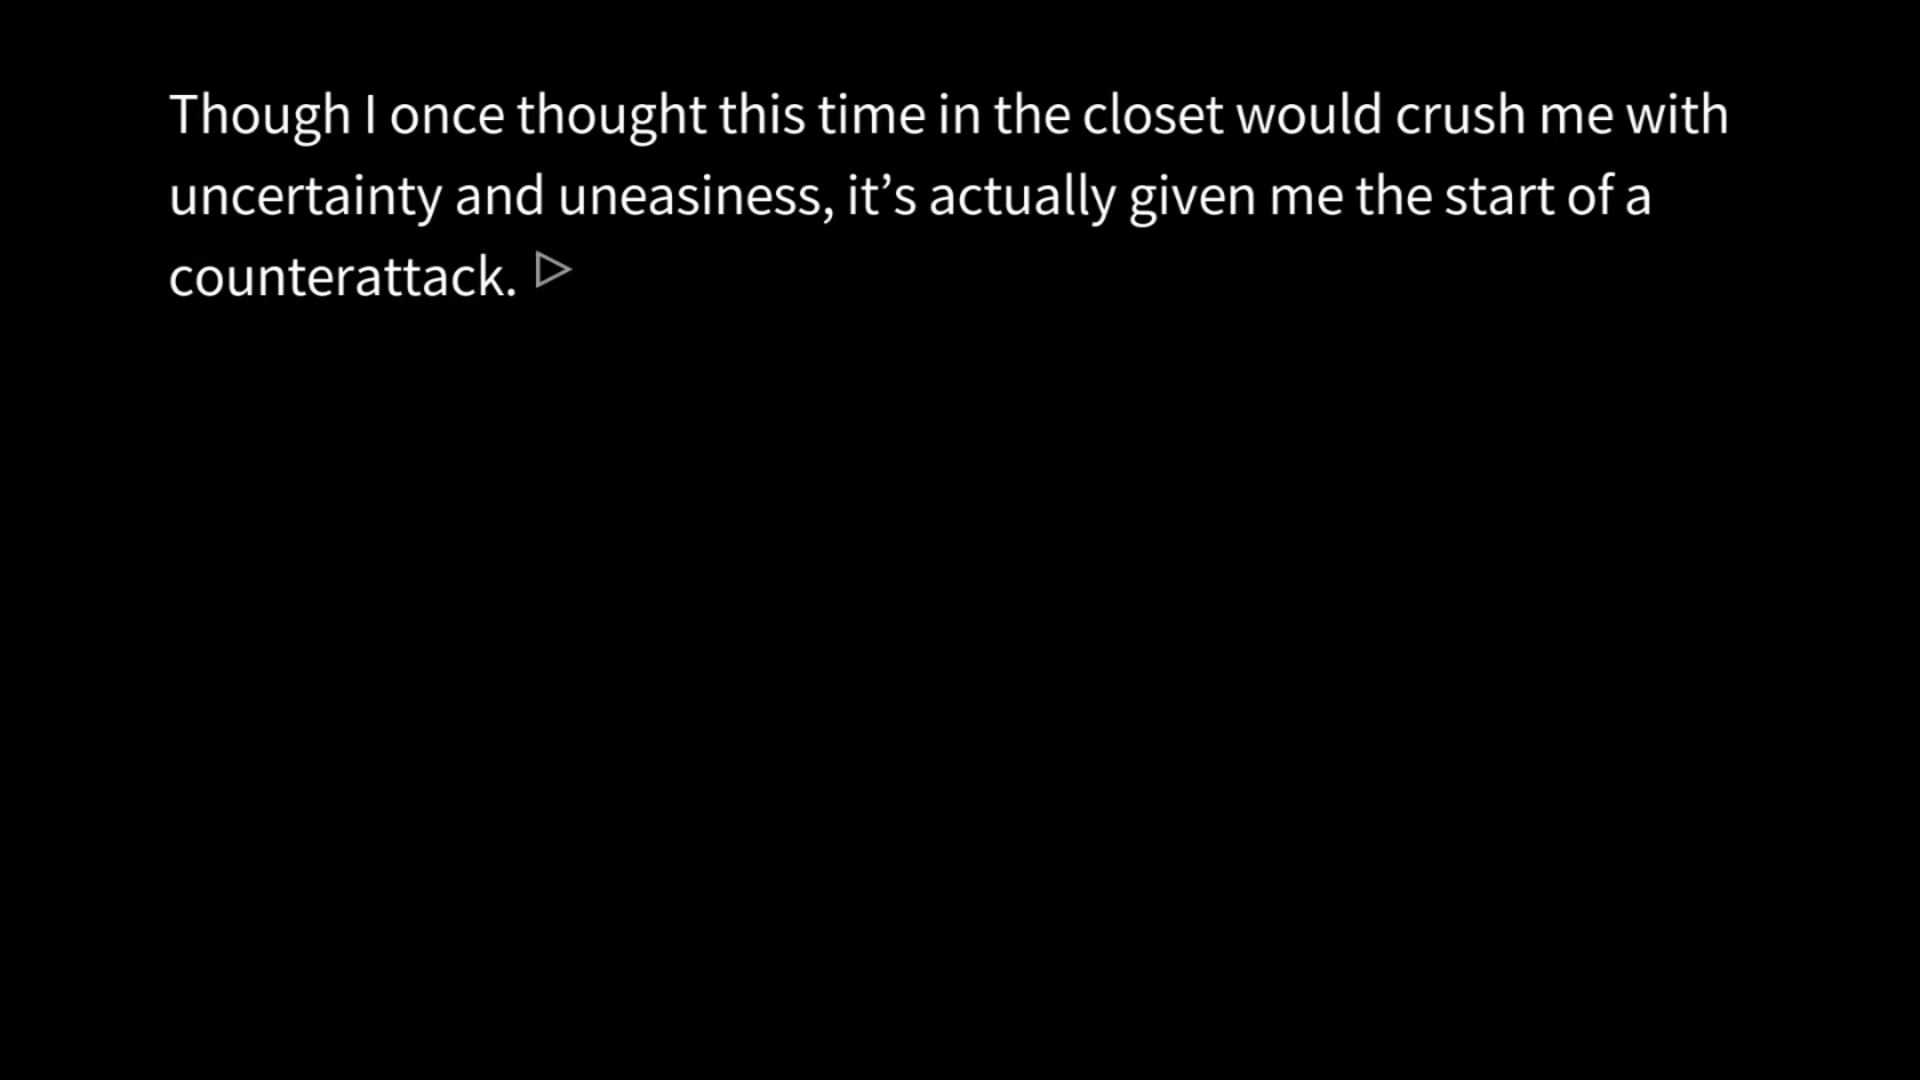 Though I once thought this time in the closet would crush me with
uncertainty and uneasiness, it’s actually given me the start of a
counterattack.